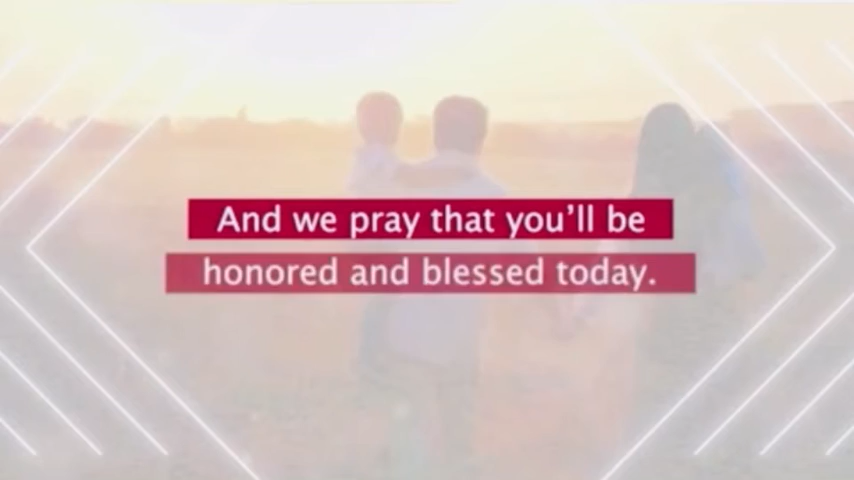 And we pray that you'll be
honored and blessed today.